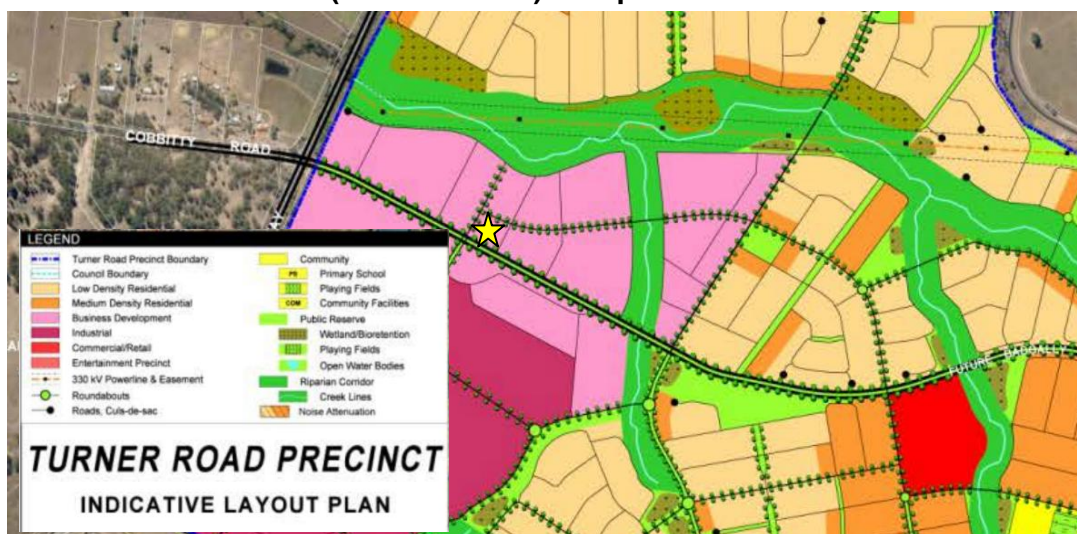 COBBITTY ROAD
AY
LEGEND
Turner Road Precinct Boundary
Council Boundary
Low Density Residential
Medium Density Residential
Business Development
Industrial
Commercial/Retail
Entertainment Precinct
330 kV Powerline & Easement
Roundabouts
Roads, Culs-de-sac
Community
PS Primary School
Playing Fields
COM Community Facilities
Public Reserve
Wetland/Bioretention
Playing Fields
Open Water Bodies
Riparian Corridor
Creek Lines
Noise Attenuation
FUTURE BADGALLY
TURNER ROAD PRECINCT
INDICATIVE LAYOUT PLAN